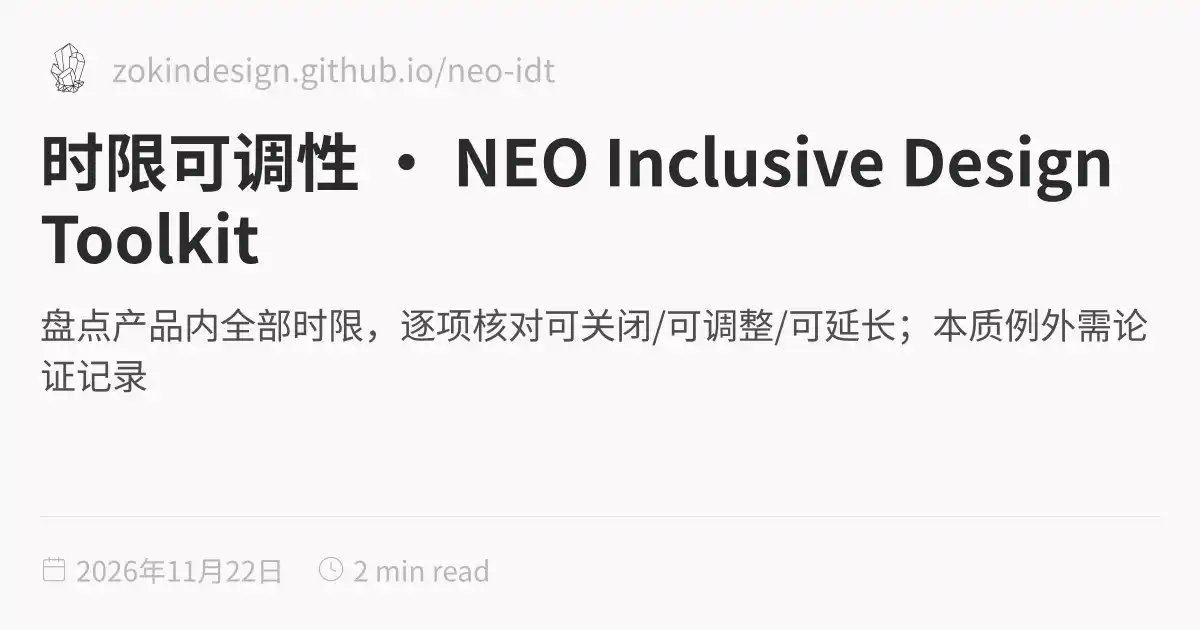 zokindesign.github.io/neo-idt
时限可调性 · NEO Inclusive Design
Toolkit
盘点产品内全部时限，逐项核对可关闭/可调整/可延长；本质例外需论
证记录
2026年11月22日
2 min read